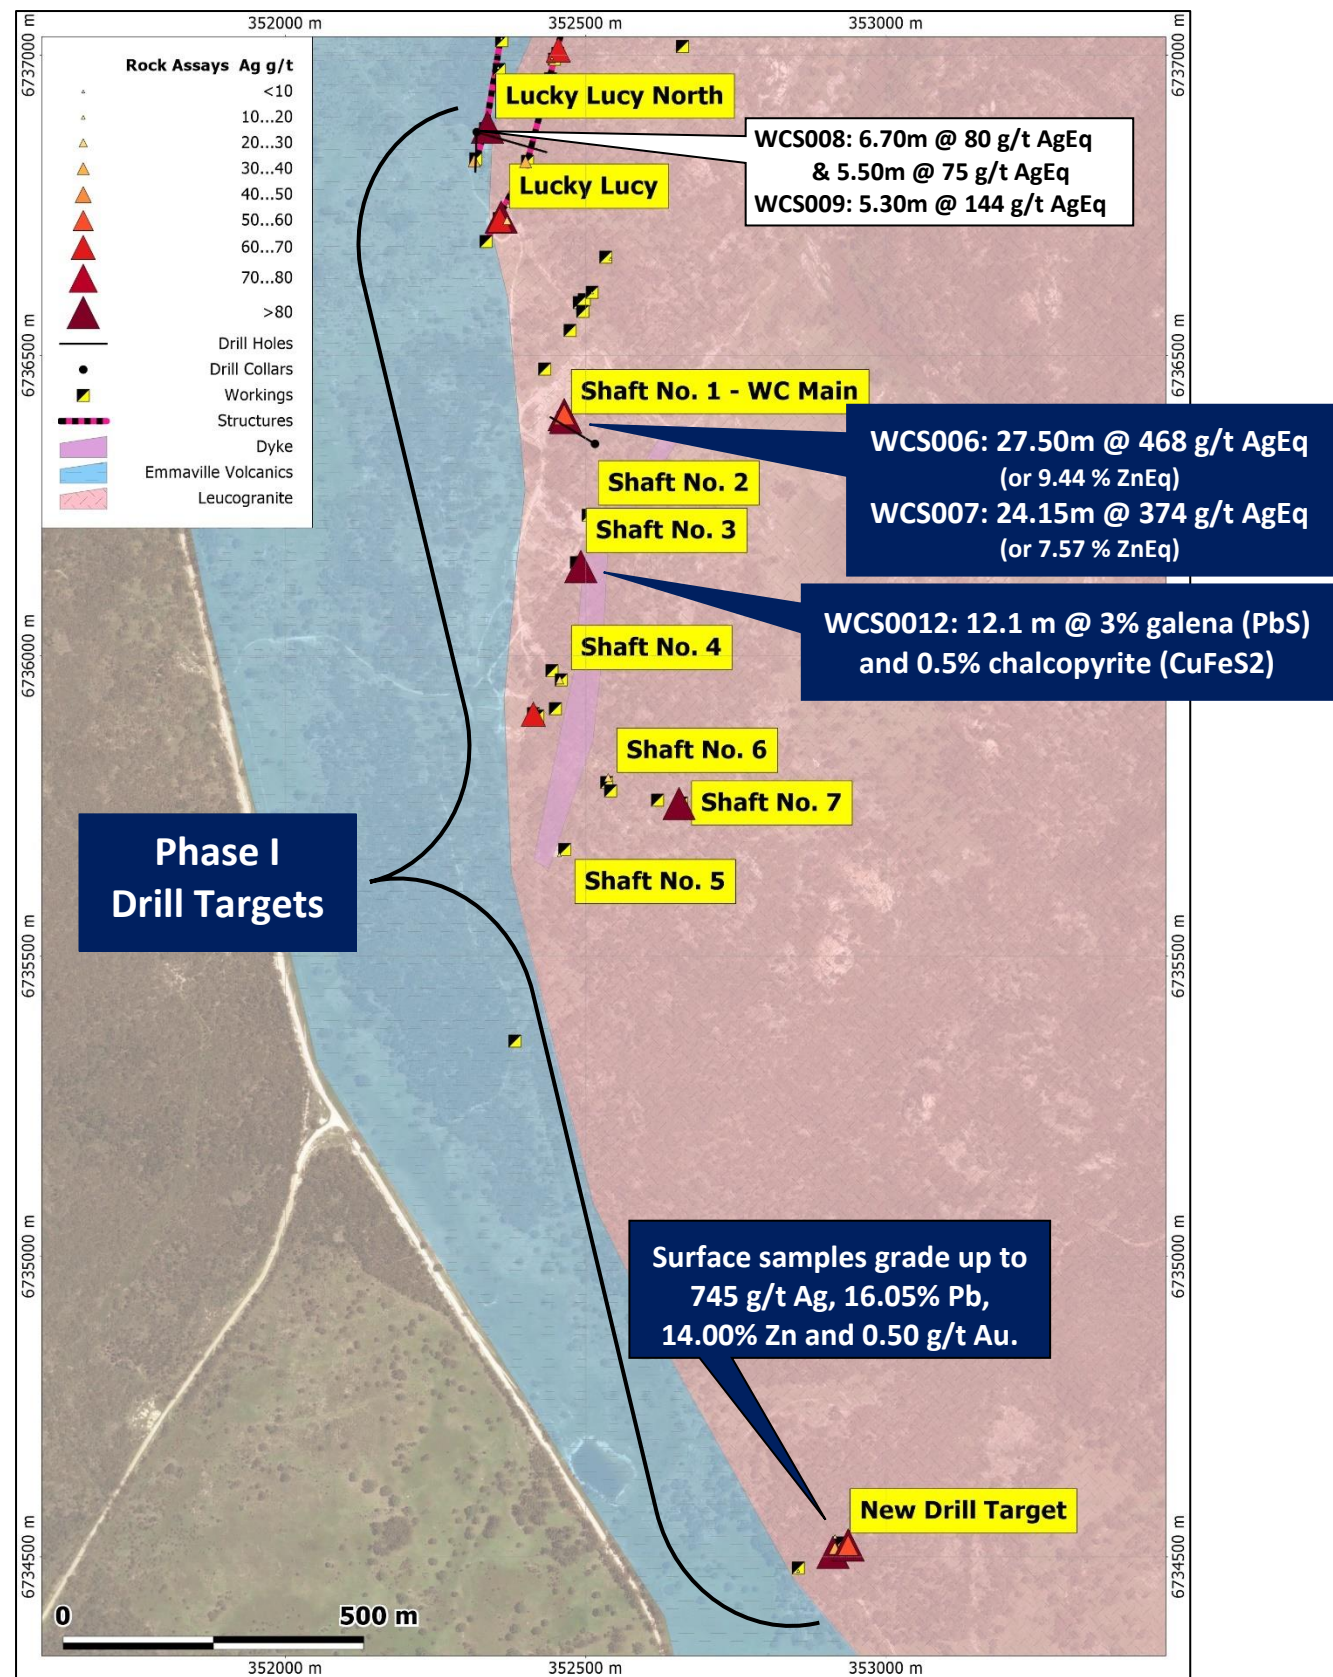 352000 m
352500 m
353000 m
6737000 m
6737000 m
Rock Assays Ag g/t
<10
10...20
20...30
30...40
40...50
50...60
60...70
70...80
>80
Drill Holes
Drill Collars
Workings
Structures
Dyke
Emmaville Volcanics
Leucogranite
Lucky Lucy North
WCS008: 6.70m @ 80 g/t AgEq
& 5.50m @ 75 g/t AgEq
WCS009: 5.30m @ 144 g/t AgEq
Lucky Lucy
6736500 m
6736500 m
Shaft No. 1 - WC Main
WCS006: 27.50m @ 468 g/t AgEq
(or 9.44 % ZnEq)
WCS007: 24.15m @ 374 g/t AgEq
(or 7.57 % ZnEq)
Shaft No. 2
Shaft No. 3
WCS0012: 12.1 m @ 3% galena (PbS)
and 0.5% chalcopyrite (CuFeS2)
6736000 m
6736000 m
Shaft No. 4
Shaft No. 6
Shaft No. 7
Shaft No. 5
Phase I
Drill Targets
6735500 m
6735500 m
6735000 m
6735000 m
Surface samples grade up to
745 g/t Ag, 16.05% Pb,
14.00% Zn and 0.50 g/t Au.
New Drill Target
6734500 m
6734500 m
0
500 m
352000 m
352500 m
353000 m